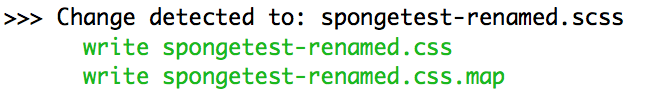 >>> Change detected to: spongetest-renamed.scss
write spongetest-renamed.css
write spongetest-renamed.css.map